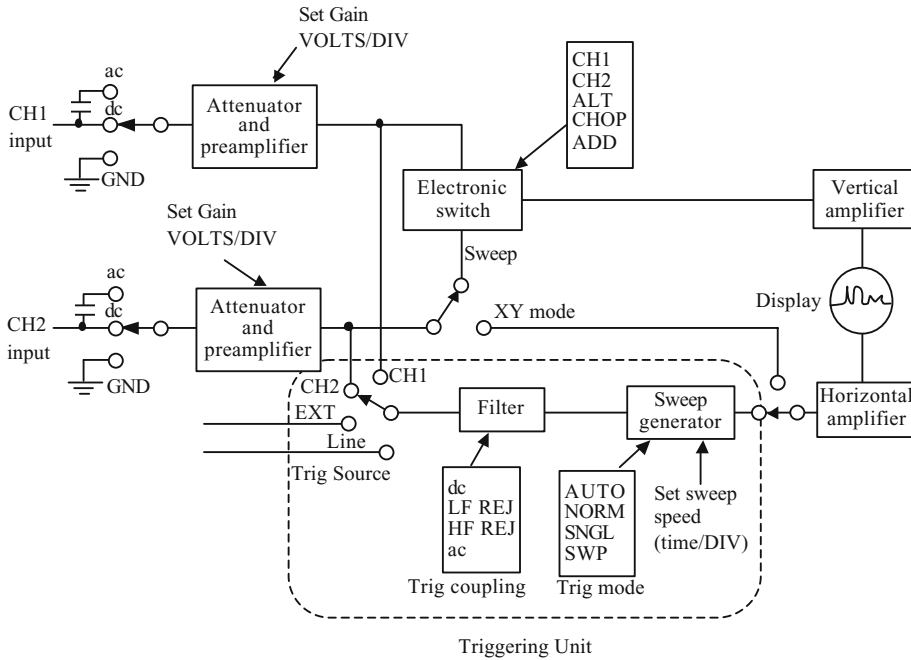 Set Gain
VOLTS/DIV
ac
CH1
input
dc
GND
Attenuator
and
preamplifier
CH1
CH2
ALT
CHOP
ADD
Electronic
switch
Vertical
amplifier
Set Gain
VOLTS/DIV
Sweep
ac
CH2
input
dc
GND
Attenuator
and
preamplifier
XY mode
Display
CH2
CH1
EXT
Line
Trig Source
Filter
Sweep
generator
Horizontal
amplifier
dc
LF REJ
HF REJ
ac
Trig coupling
AUTO
NORM
SNGL
SWP
Trig mode
Set sweep
speed
(time/DIV)
Triggering Unit